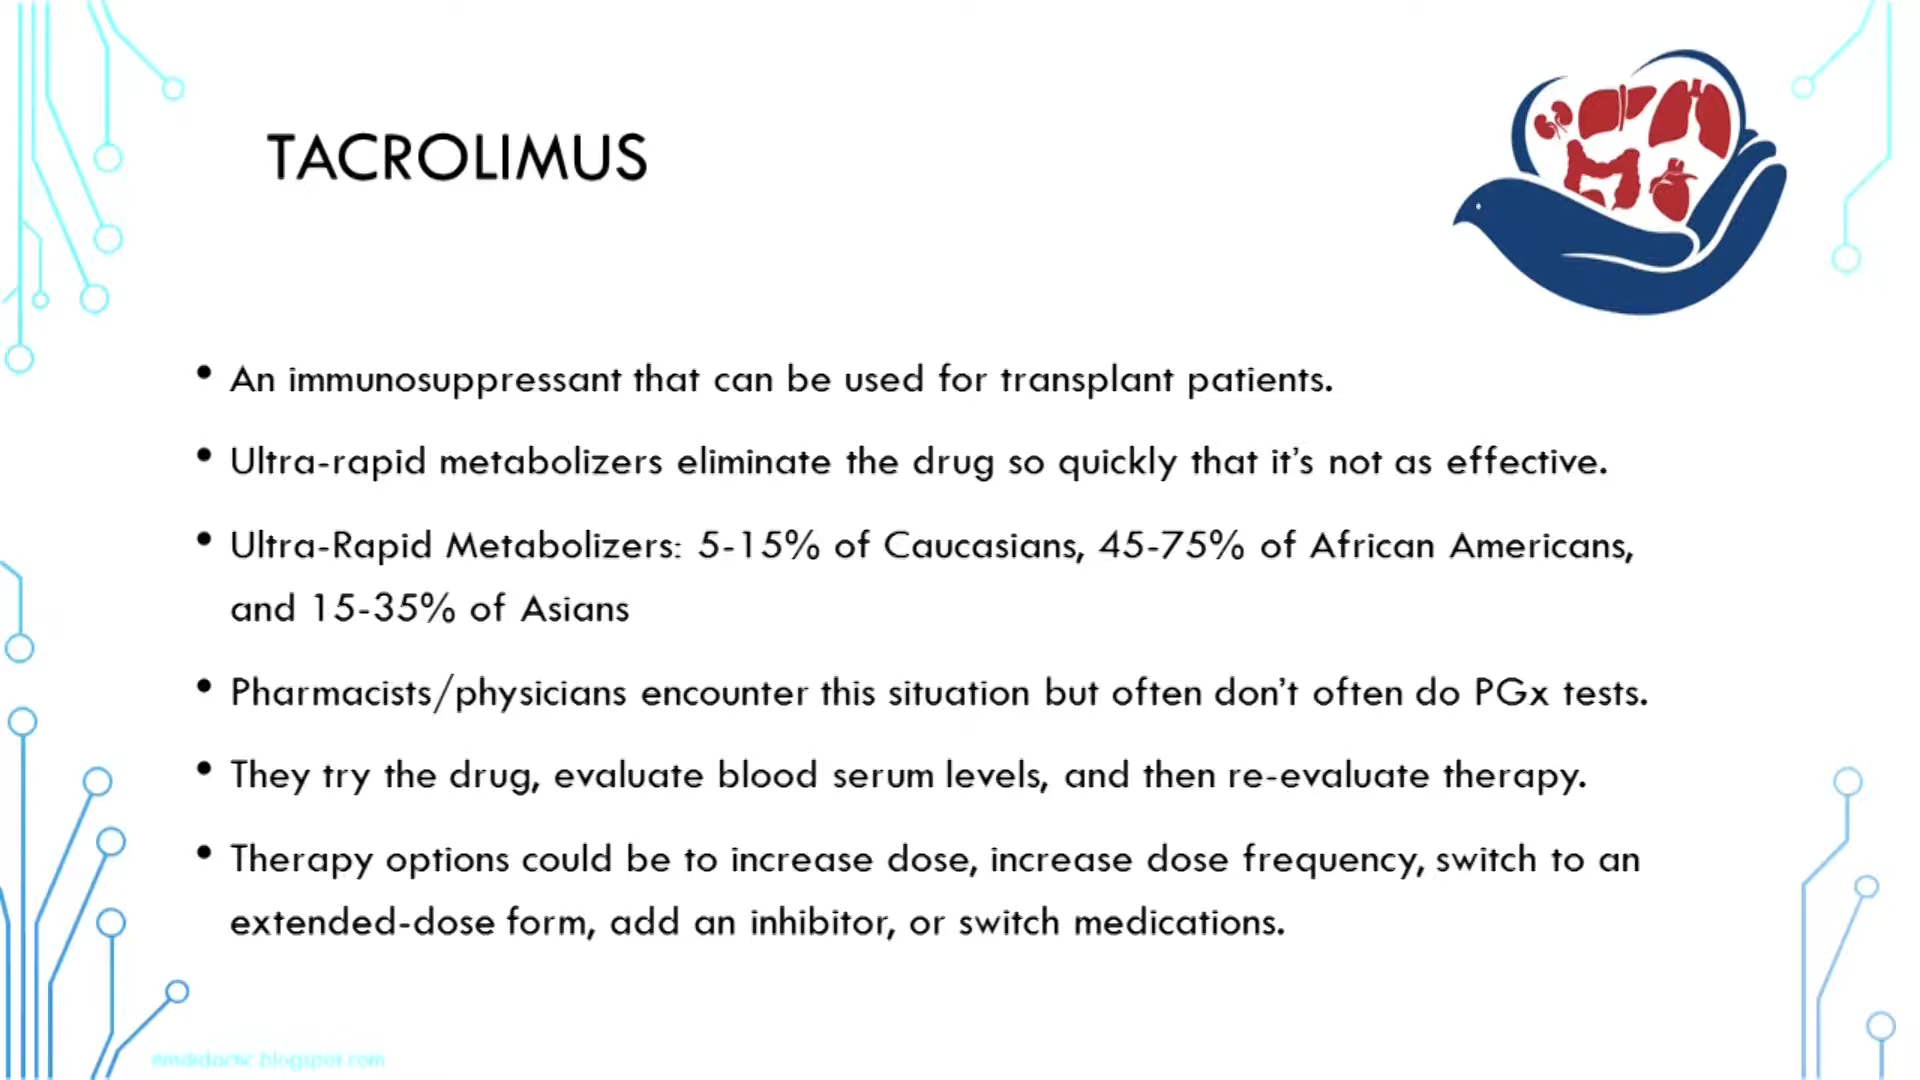 TACROLIMUS
• An immunosuppressant that can be used for transplant patients.
• Ultra-rapid metabolizers eliminate the drug so quickly that it's not as effective.
• Ultra-Rapid Metabolizers: 5-15% of Caucasians, 45-75% of African Americans,
and 15-35% of Asians
• Pharmacists/physicians encounter this situation but often don't often do PGx tests.
• They try the drug, evaluate blood serum levels, and then re-evaluate therapy.
• Therapy options could be to increase dose, increase dose frequency, switch to an
extended-dose form, add an inhibitor, or switch medications.